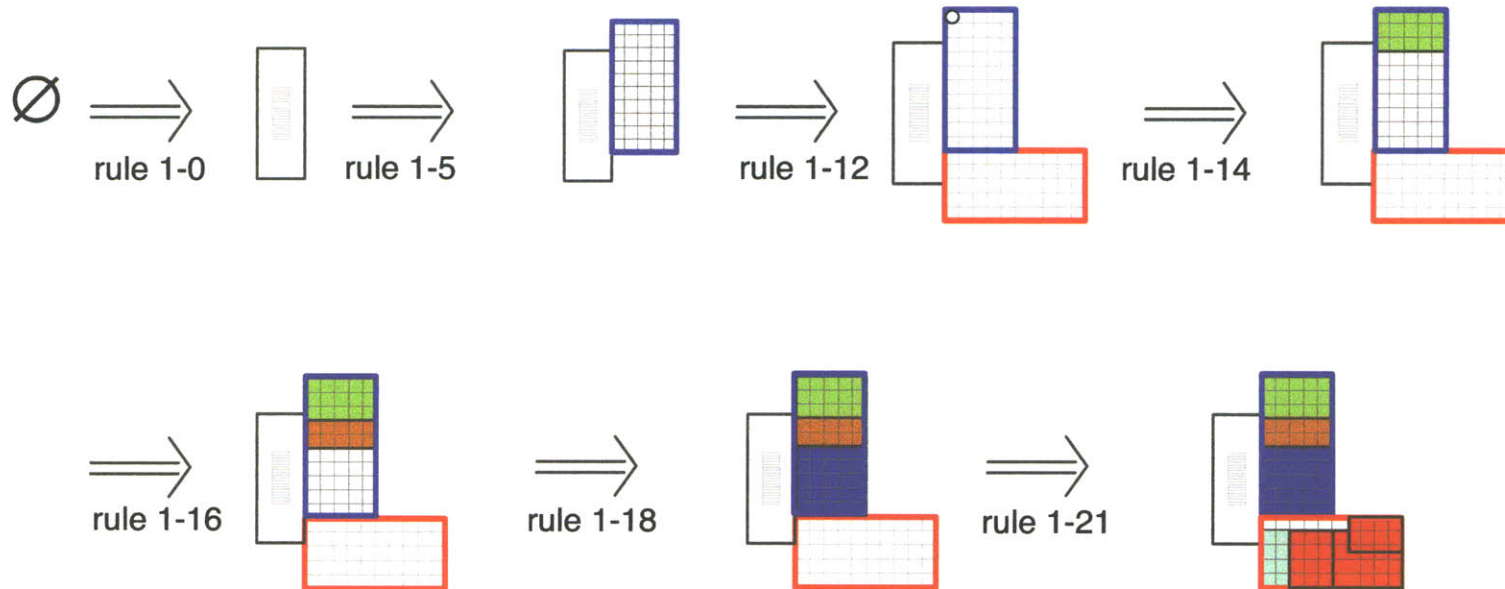 ∅
rule 1-0
rule 1-5
rule 1-12
rule 1-14
rule 1-16
rule 1-18
rule 1-21